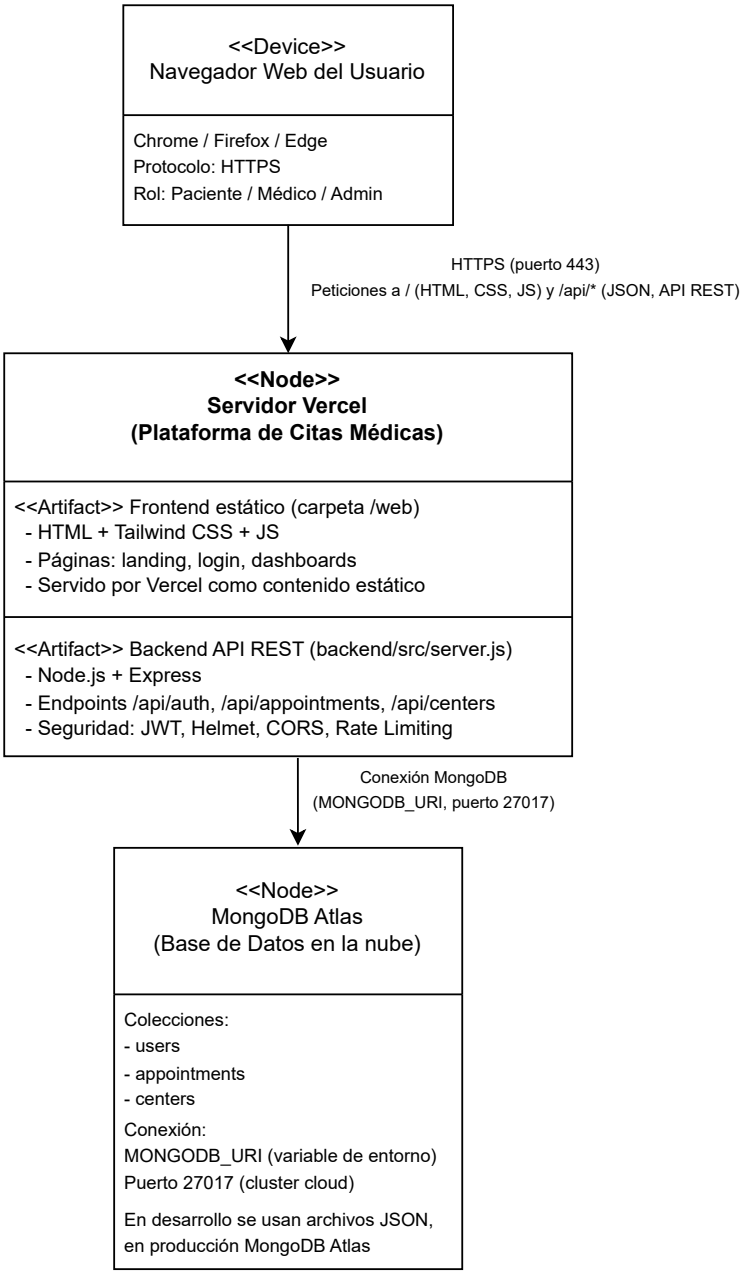 <<Device>>
Navegador Web del Usuario
Chrome / Firefox / Edge
Protocolo: HTTPS
Rol: Paciente / Médico / Admin
HTTPS (puerto 443)
Peticiones a / (HTML, CSS, JS) y /api/* (JSON, API REST)
<<Node>>
Servidor Vercel
(Plataforma de Citas Médicas)
<<Artifact>> Frontend estático (carpeta /web)
- HTML + Tailwind CSS + JS
- Páginas: landing, login, dashboards
- Servido por Vercel como contenido estático
<<Artifact>> Backend API REST (backend/src/server.js)
- Node.js + Express
- Endpoints /api/auth, /api/appointments, /api/centers
- Seguridad: JWT, Helmet, CORS, Rate Limiting
Conexión MongoDB
(MONGODB_URI, puerto 27017)
<<Node>>
MongoDB Atlas
(Base de Datos en la nube)
Colecciones:
- users
- appointments
- centers
Conexión:
MONGODB_URI (variable de entorno)
Puerto 27017 (cluster cloud)
En desarrollo se usan archivos JSON,
en producción MongoDB Atlas